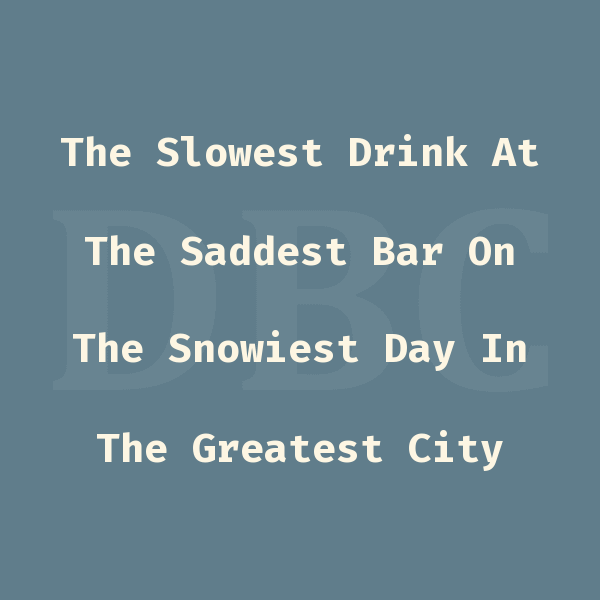 The Slowest Drink At
DBC
The Saddest Bar On
The Snowiest Day In
The Greatest City